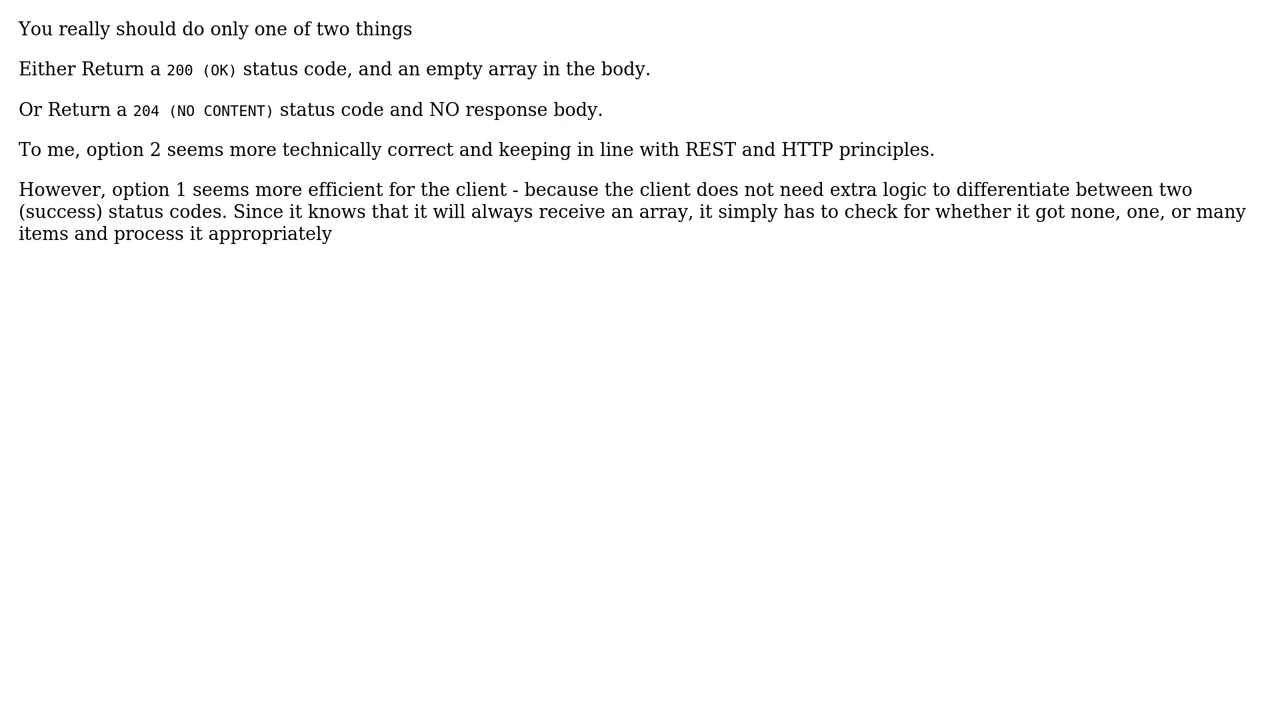 You really should do only one of two things
Either Return a 200 (OK) status code, and an empty array in the body.
Or Return a 204 (NO CONTENT) status code and NO response body.
To me, option 2 seems more technically correct and keeping in line with REST and HTTP principles.
However, option 1 seems more efficient for the client - because the client does not need extra logic to differentiate between two
(success) status codes. Since it knows that it will always receive an array, it simply has to check for whether it got none, one, or many
items and process it appropriately